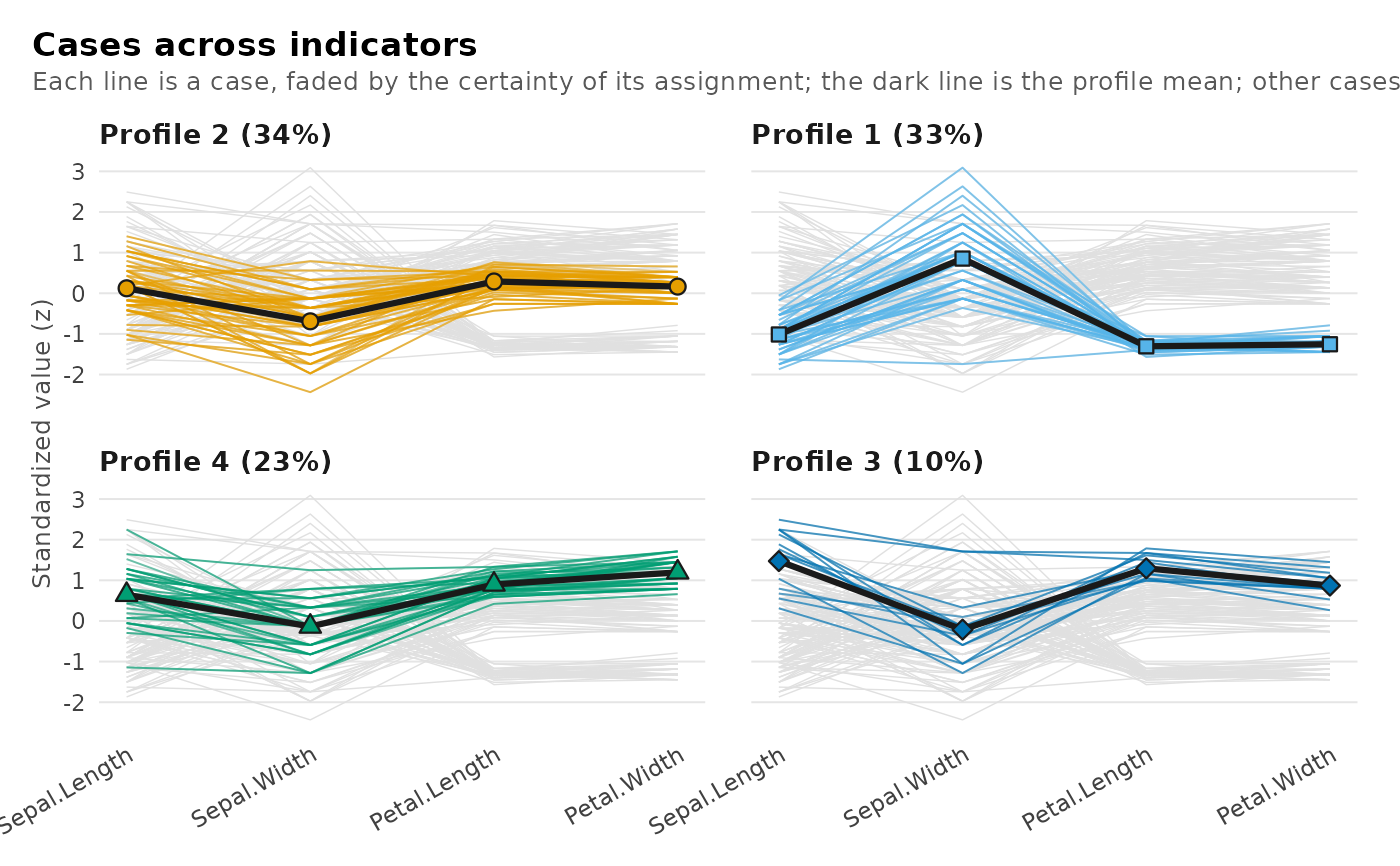 Cases across indicators
Each line is a case, faded by the certainty of its assignment; the dark line is the profile mean; other cases
Profile 2 (34%)
Profile 1 (33%)
3
2
1
0
-1
-2
Standardized value (z)
Profile 4 (23%)
Profile 3 (10%)
3
2
1
0
-1
-2
Sepal.Length
Sepal.Width
Petal.Length
Petal.Width
Sepal.Length
Sepal.Width
Petal.Length
Petal.Width